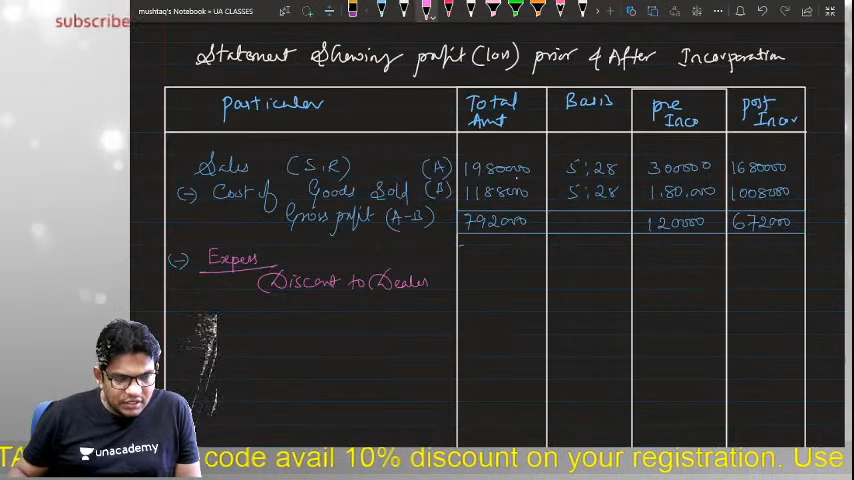 mushtaq's Notebook • UA CLASSES
subscribe
Statement Showing profit (loss) prior & After Incorporation
particular Total Amt Basis pre Inco post Incor
Sales (S.R) (A) 1980000 5:28 300000 1680000
(-) Cost of Goods Sold (B) 1188000 5:28 1,80,000 1008000
Gross profit (A-B) 792000 120000 672000
(-) Expess
Discont to Dealer
unacademy
code avail 10% discount on your registration. Use